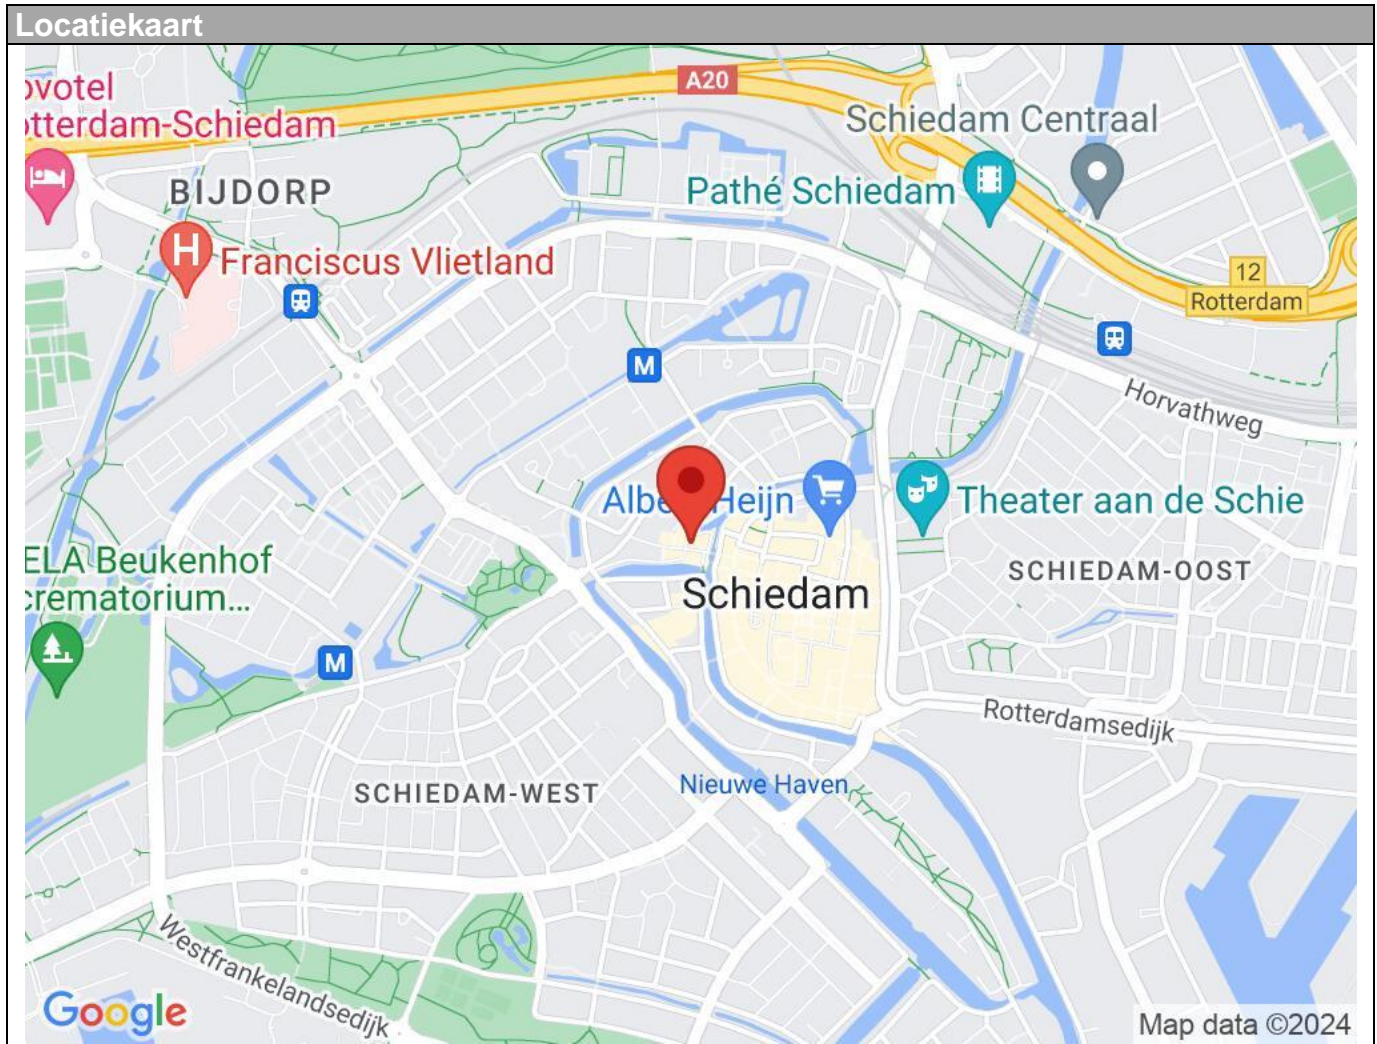 Locatiekaart
ovotel
otterdam-Schiedam
A20
Schiedam Centraal
BIJDORP
Pathé Schiedam
H
Franciscus Vlietland
12
Rotterdam
M
Horvathweg
Albe Heijn
Theater aan de Schie
ELA Beukenhof
crematorium...
Schiedam
SCHIEDAM-OOST
M
Rotterdamsedijk
SCHIEDAM-WEST
Nieuwe Haven
Westfrankelandsedijk
Google
Map data ©2024